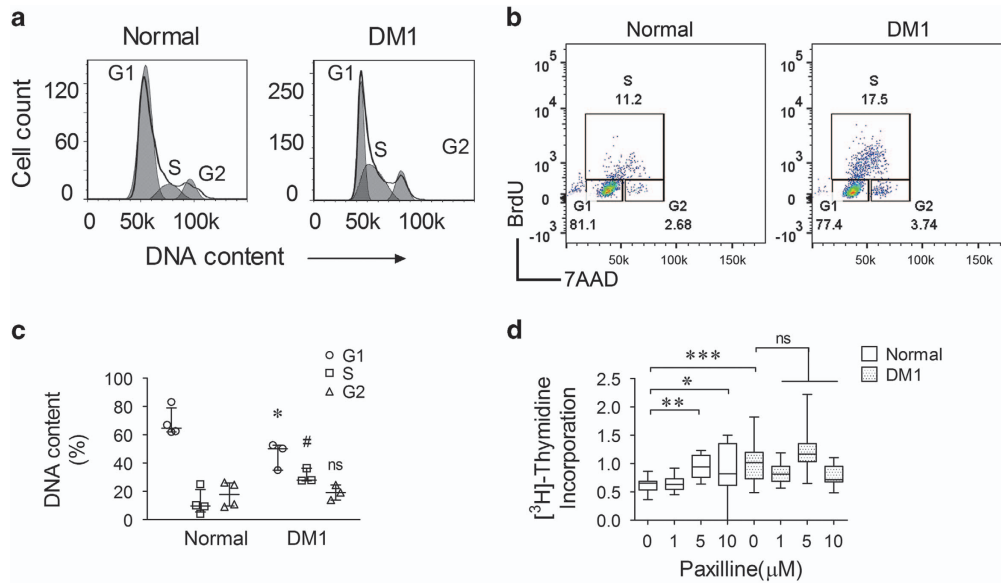 a
Normal
DM1
G1
S
G2
120
60
0
Cell count
0
50k
100k
G1
S
G2
250
150
0
0
50k
100k
DNA content
b
Normal
DM1
10^5
10^4
10^3
0
-10^3
S
11.2
G1
81.1
G2
2.68
50k
100k
150k
10^5
10^4
10^3
0
-10^3
S
17.5
G1
77.4
G2
3.74
50k
100k
150k
BrdU
7AAD
c
G1
S
G2
100
80
60
40
20
0
DNA content
(%)
*
#
ns
Normal
DM1
d
ns
***
*
**
Normal
DM1
2.5
2.0
1.5
1.0
0.5
0.0
[³H]-Thymidine
Incorporation
0 1 5 10 0 1 5 10
Paxilline(μM)